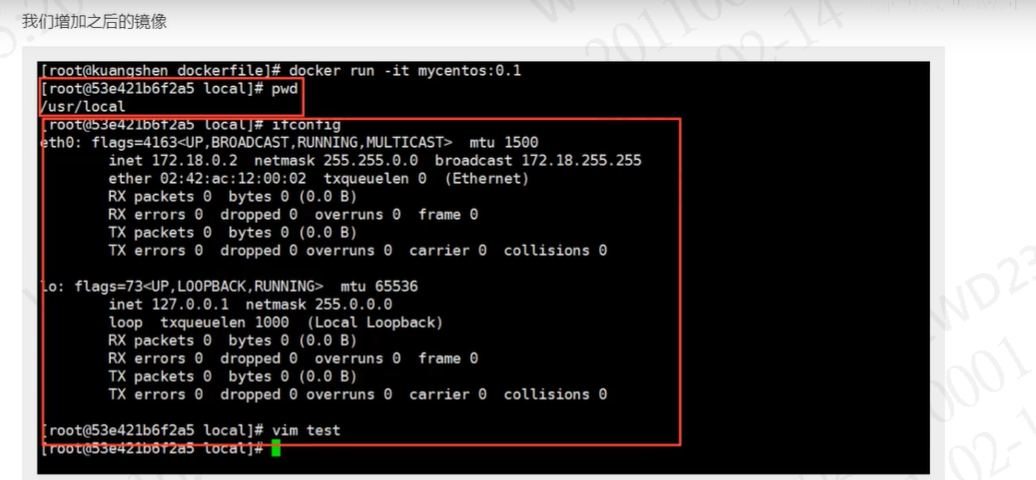 我们增加之后的镜像
[root@kuangshen dockerfile]# docker run -it mycentos:0.1
[root@53e421b6f2a5 local]# pwd
/usr/local
[root@53e421b6f2a5 local]# ifconfig
eth0: flags=4163<UP,BROADCAST,RUNNING,MULTICAST>  mtu 1500
        inet 172.18.0.2  netmask 255.255.0.0  broadcast 172.18.255.255
        ether 02:42:ac:12:00:02  txqueuelen 0  (Ethernet)
        RX packets 0  bytes 0 (0.0 B)
        RX errors 0  dropped 0  overruns 0  frame 0
        TX packets 0  bytes 0 (0.0 B)
        TX errors 0  dropped 0 overruns 0  carrier 0  collisions 0
lo: flags=73<UP,LOOPBACK,RUNNING>  mtu 65536
        inet 127.0.0.1  netmask 255.0.0.0
        loop  txqueuelen 1000  (Local Loopback)
        RX packets 0  bytes 0 (0.0 B)
        RX errors 0  dropped 0  overruns 0  frame 0
        TX packets 0  bytes 0 (0.0 B)
        TX errors 0  dropped 0 overruns 0  carrier 0  collisions 0
[root@53e421b6f2a5 local]# vim test
[root@53e421b6f2a5 local]#